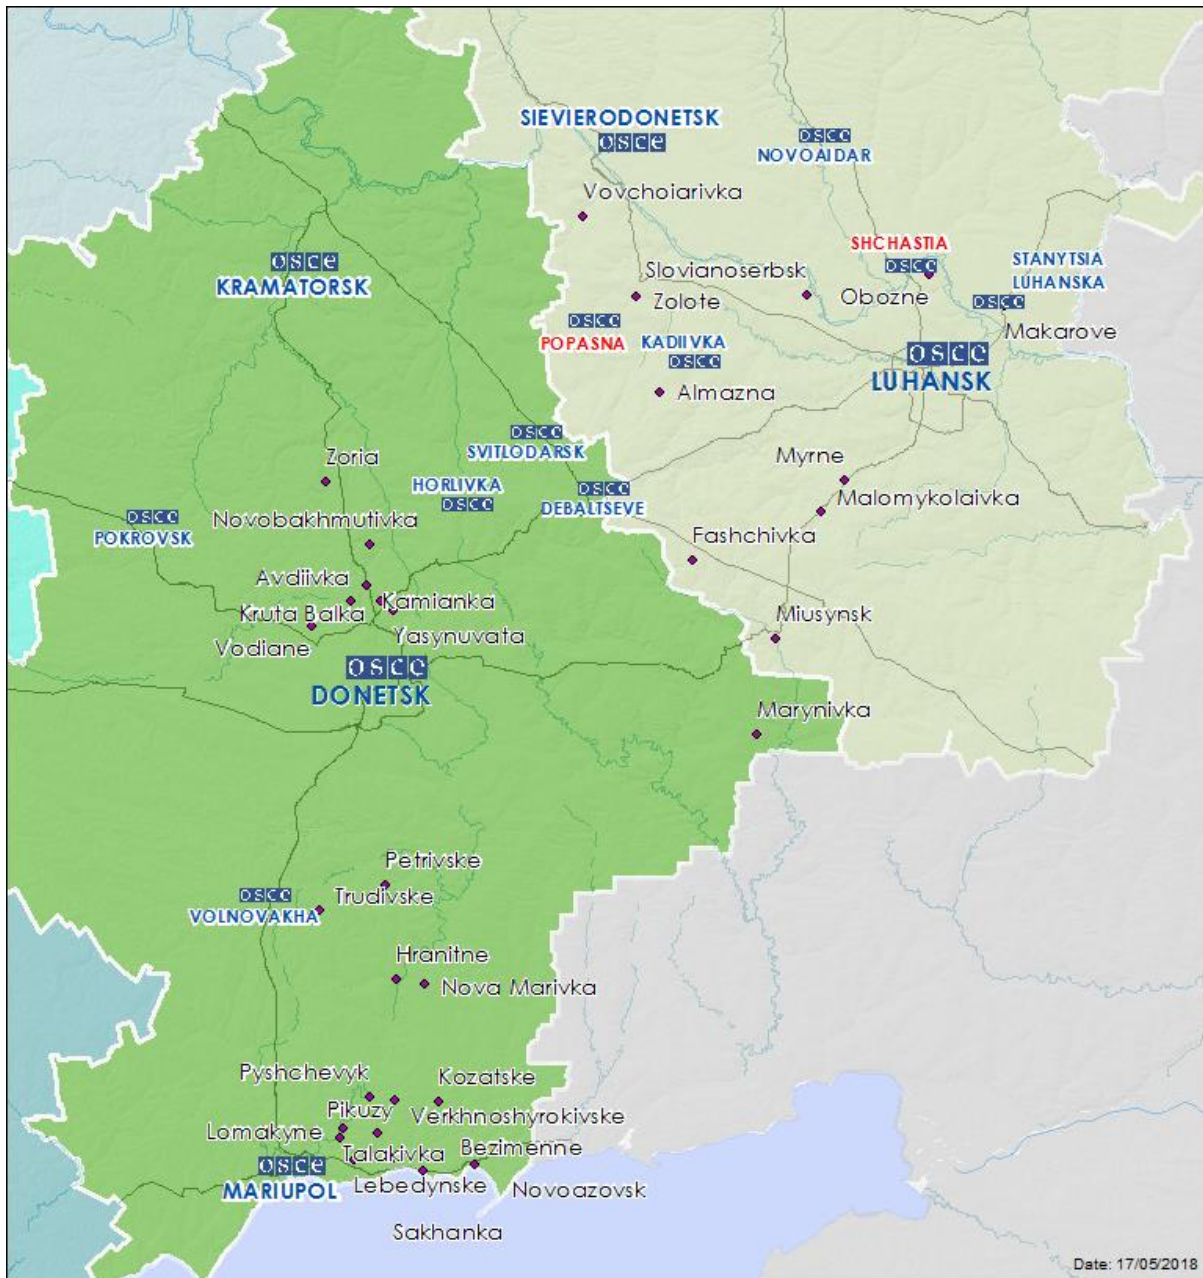 SIEVIERODONETSK
osce
osce
NOVOAIDAR
Vovchoiarivka
osce
KRAMATORSK
SHCHASTIA
osce
STANYTSIA
LUHANSKA
osce
Slovianoserbsk
Zolote
Obozne
Makarove
osce
POPASNA
KADIIVKA
osce
osce
LUHANSK
Almazna
osce
SVITLODARSK
Zoria
HORLIVKA
osce
osce
DEBALTSEVE
Myrne
Malomykolaivka
osce
POKROVSK
Novobakhmutivka
Fashchivka
Avdiivka
Kamianka
Kruta Balka
Yasynuvata
Vodiane
Miusynsk
osce
DONETSK
Marynivka
Petrivske
osce
VOLNOVAKHA
Trudivske
Hranitne
Nova Marivka
Pyshchevyk
Kozatske
Pikuzy
Verkhnoshyrokivske
Lomakyne
Talakivka
Bezimenne
osce
MARIUPOL
Lebedynske
Novoazovsk
Sakhanka
Date: 17/05/2018